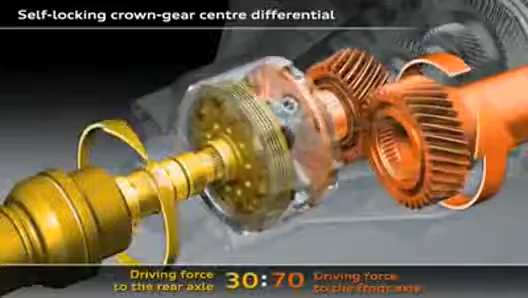 Self-locking crown-gear centre differential
Driving force
to the rear axle
30:70
Driving force
to the front axle